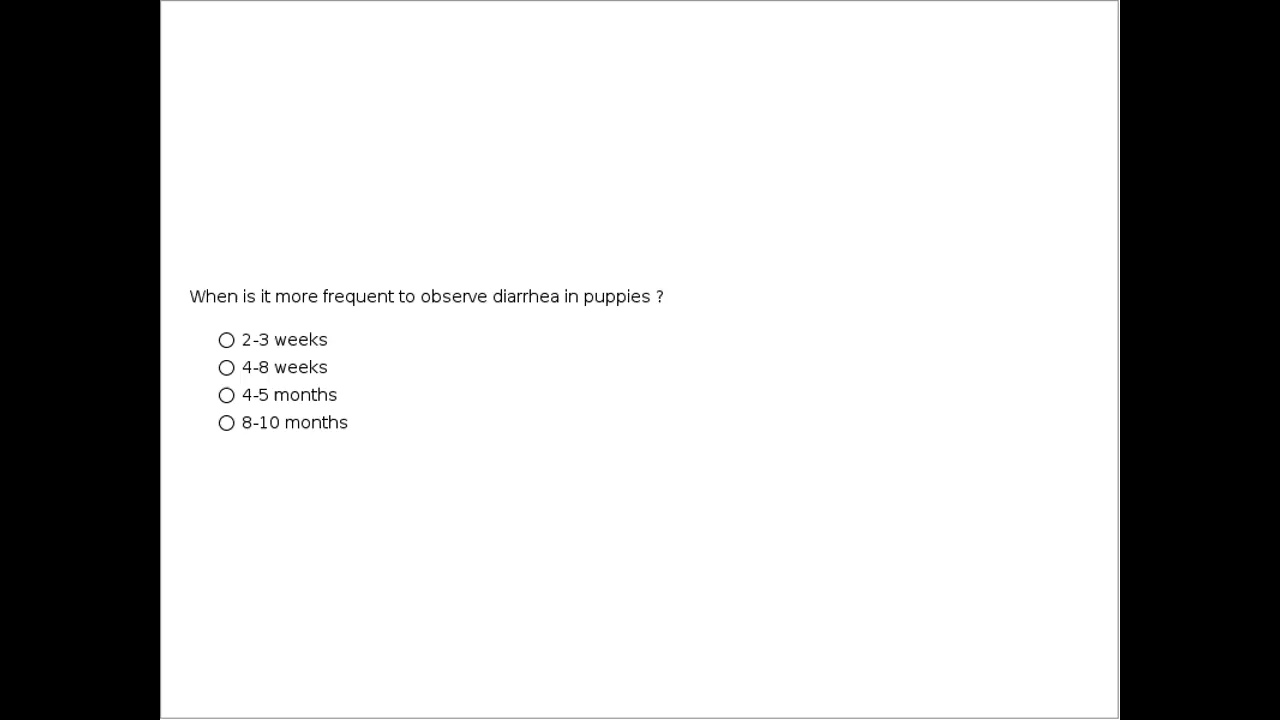 When is it more frequent to observe diarrhea in puppies ?
2-3 weeks
4-8 weeks
4-5 months
8-10 months